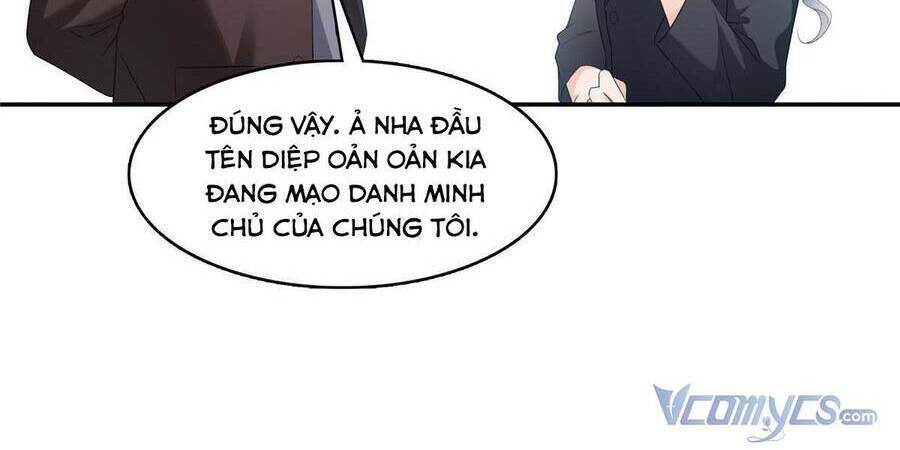 ĐÚNG VẬY. Ả NHA ĐẦU
TÊN DIỆP OẢN OẢN KIA
ĐANG MẠO DANH MINH
CHỦ CỦA CHÚNG TÔI.
VCOMYCS.com